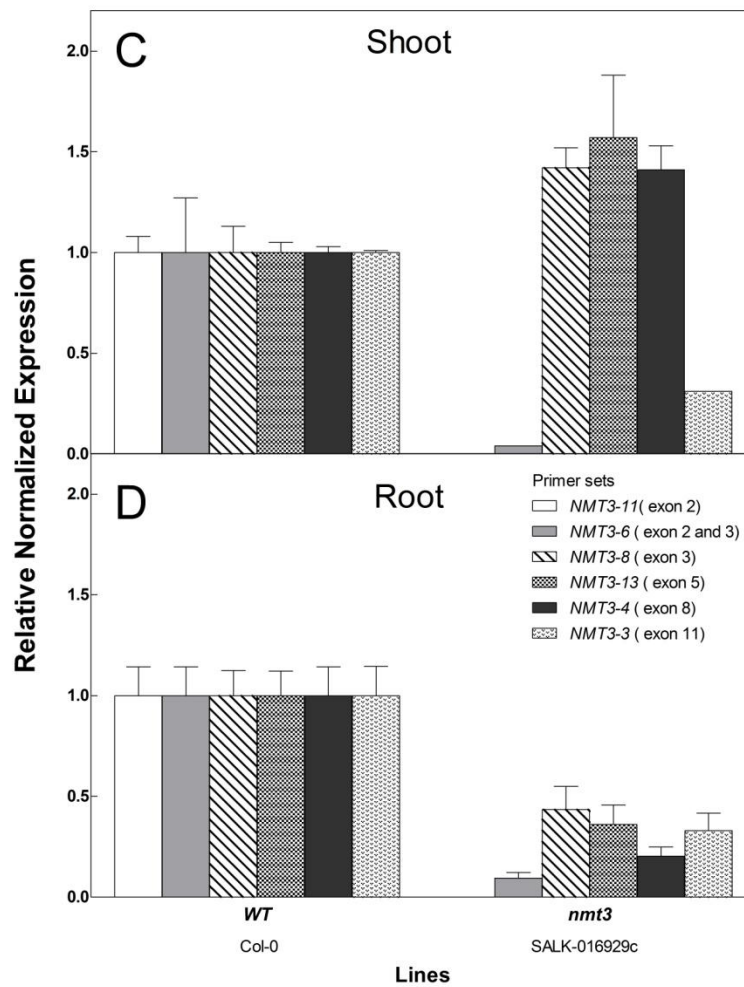 C
Shoot
2.0
1.5
1.0
0.5
0.0
Relative Normalized Expression
D
Root
2.0
1.5
1.0
0.5
0.0
Primer sets
NMT3-11( exon 2)
NMT3-6 ( exon 2 and 3)
NMT3-8 ( exon 3)
NMT3-13 ( exon 5)
NMT3-4 ( exon 8)
NMT3-3 ( exon 11)
WT
nmt3
Col-0
SALK-016929c
Lines